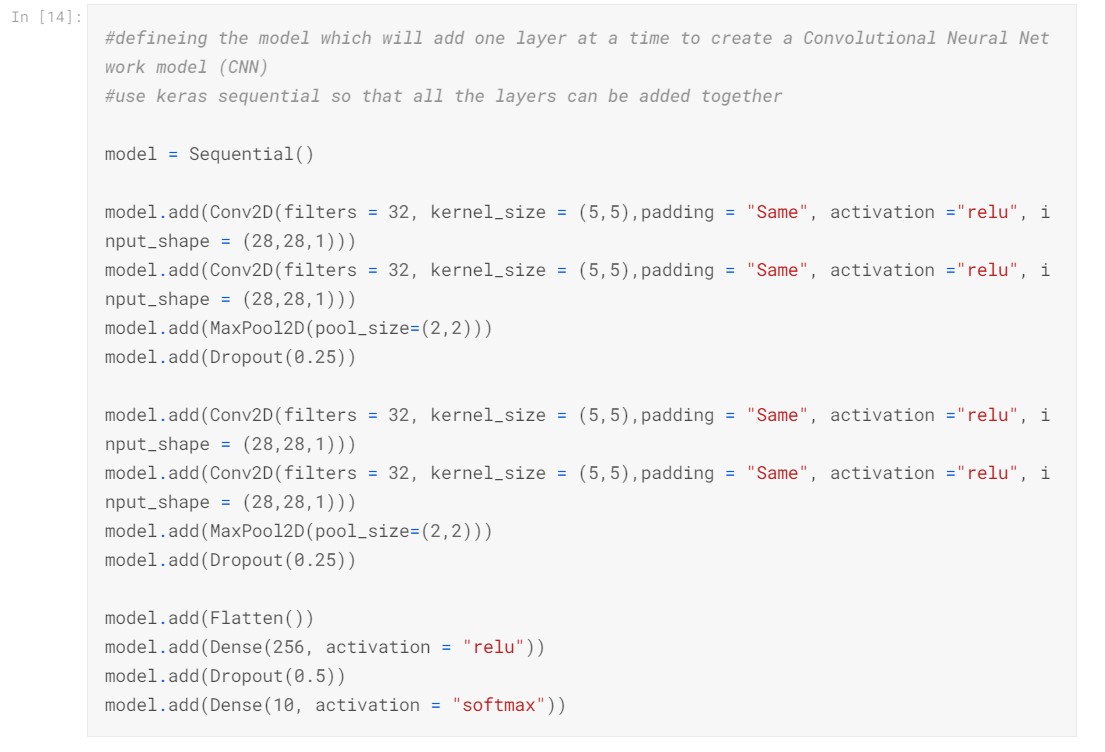 In [14]:
#defineing the model which will add one layer at a time to create a Convolutional Neural Net
work model (CNN)
#use keras sequential so that all the layers can be added together
model = Sequential()
model.add(Conv2D(filters = 32, kernel_size = (5,5),padding = "Same", activation ="relu", i
nput_shape = (28,28,1)))
model.add(Conv2D(filters = 32, kernel_size = (5,5),padding = "Same", activation ="relu", i
nput_shape = (28,28,1)))
model.add(MaxPool2D(pool_size=(2,2)))
model.add(Dropout(0.25))
model.add(Conv2D(filters = 32, kernel_size = (5,5),padding = "Same", activation ="relu", i
nput_shape = (28,28,1)))
model.add(Conv2D(filters = 32, kernel_size = (5,5),padding = "Same", activation ="relu", i
nput_shape = (28,28,1)))
model.add(MaxPool2D(pool_size=(2,2)))
model.add(Dropout(0.25))
model.add(Flatten())
model.add(Dense(256, activation = "relu"))
model.add(Dropout(0.5))
model.add(Dense(10, activation = "softmax"))